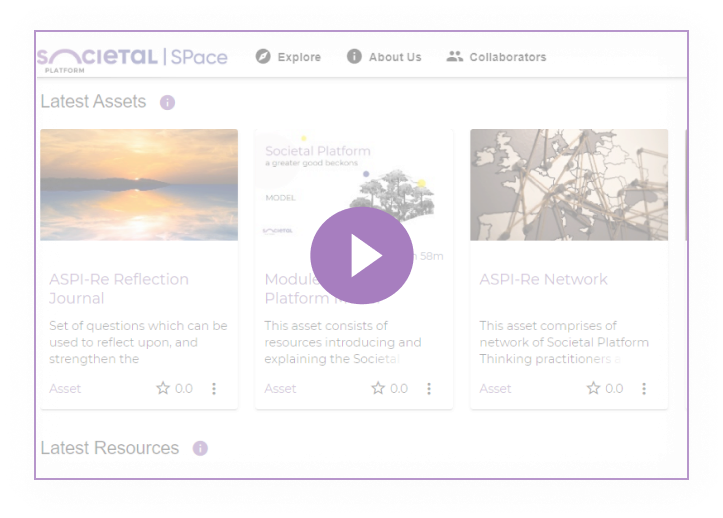 SOCIETAL | SPace
PLATFORM
Explore
About Us
Collaborators
Latest Assets
Societal Platform
a greater good beckons
MODEL
SOCIETAL
58m
ASPI-Re Reflection
Journal
Set of questions which can be
used to reflect upon, and
strengthen the
Asset
0.0
Module
Platform
This asset consists of
resources introducing and
explaining the Societal
Asset
0.0
ASPI-Re Network
This asset comprises of
network of Societal Platform
Thinking practitioners
Asset
0.0
Latest Resources